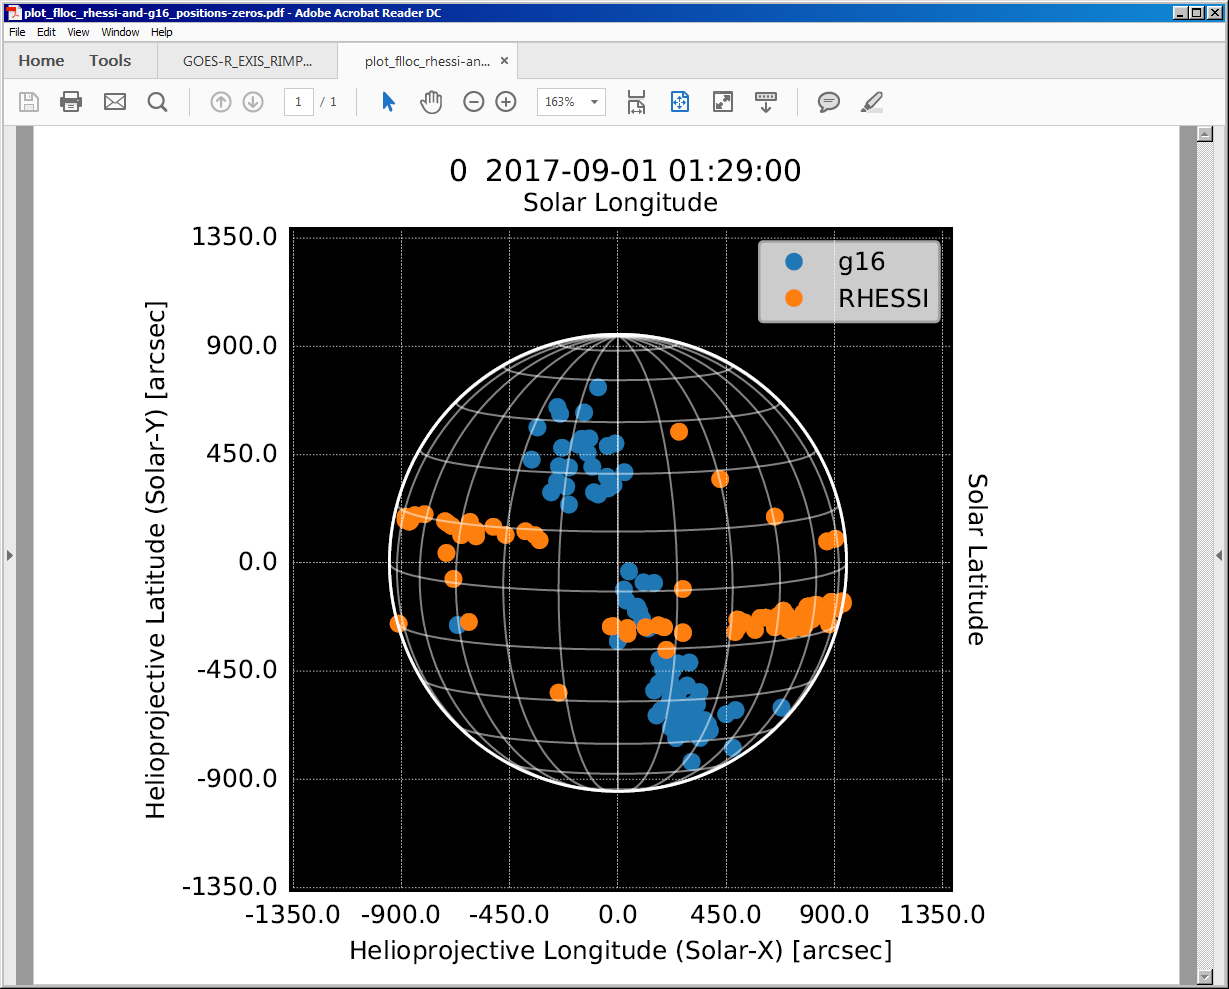 plot_flloc_rhessi-and-g16_positions-zeros.pdf - Adobe Acrobat Reader DC
File Edit View Window Help
Home Tools GOES-R_EXIS_RIMP... plot_flloc_rhessi-an... ×
1 / 1 163%
0 2017-09-01 01:29:00
Solar Longitude
g16
RHESSI
1350.0
900.0
450.0
0.0
-450.0
-900.0
-1350.0
Helioprojective Latitude (Solar-Y) [arcsec]
Solar Latitude
-1350.0 -900.0 -450.0 0.0 450.0 900.0 1350.0
Helioprojective Longitude (Solar-X) [arcsec]